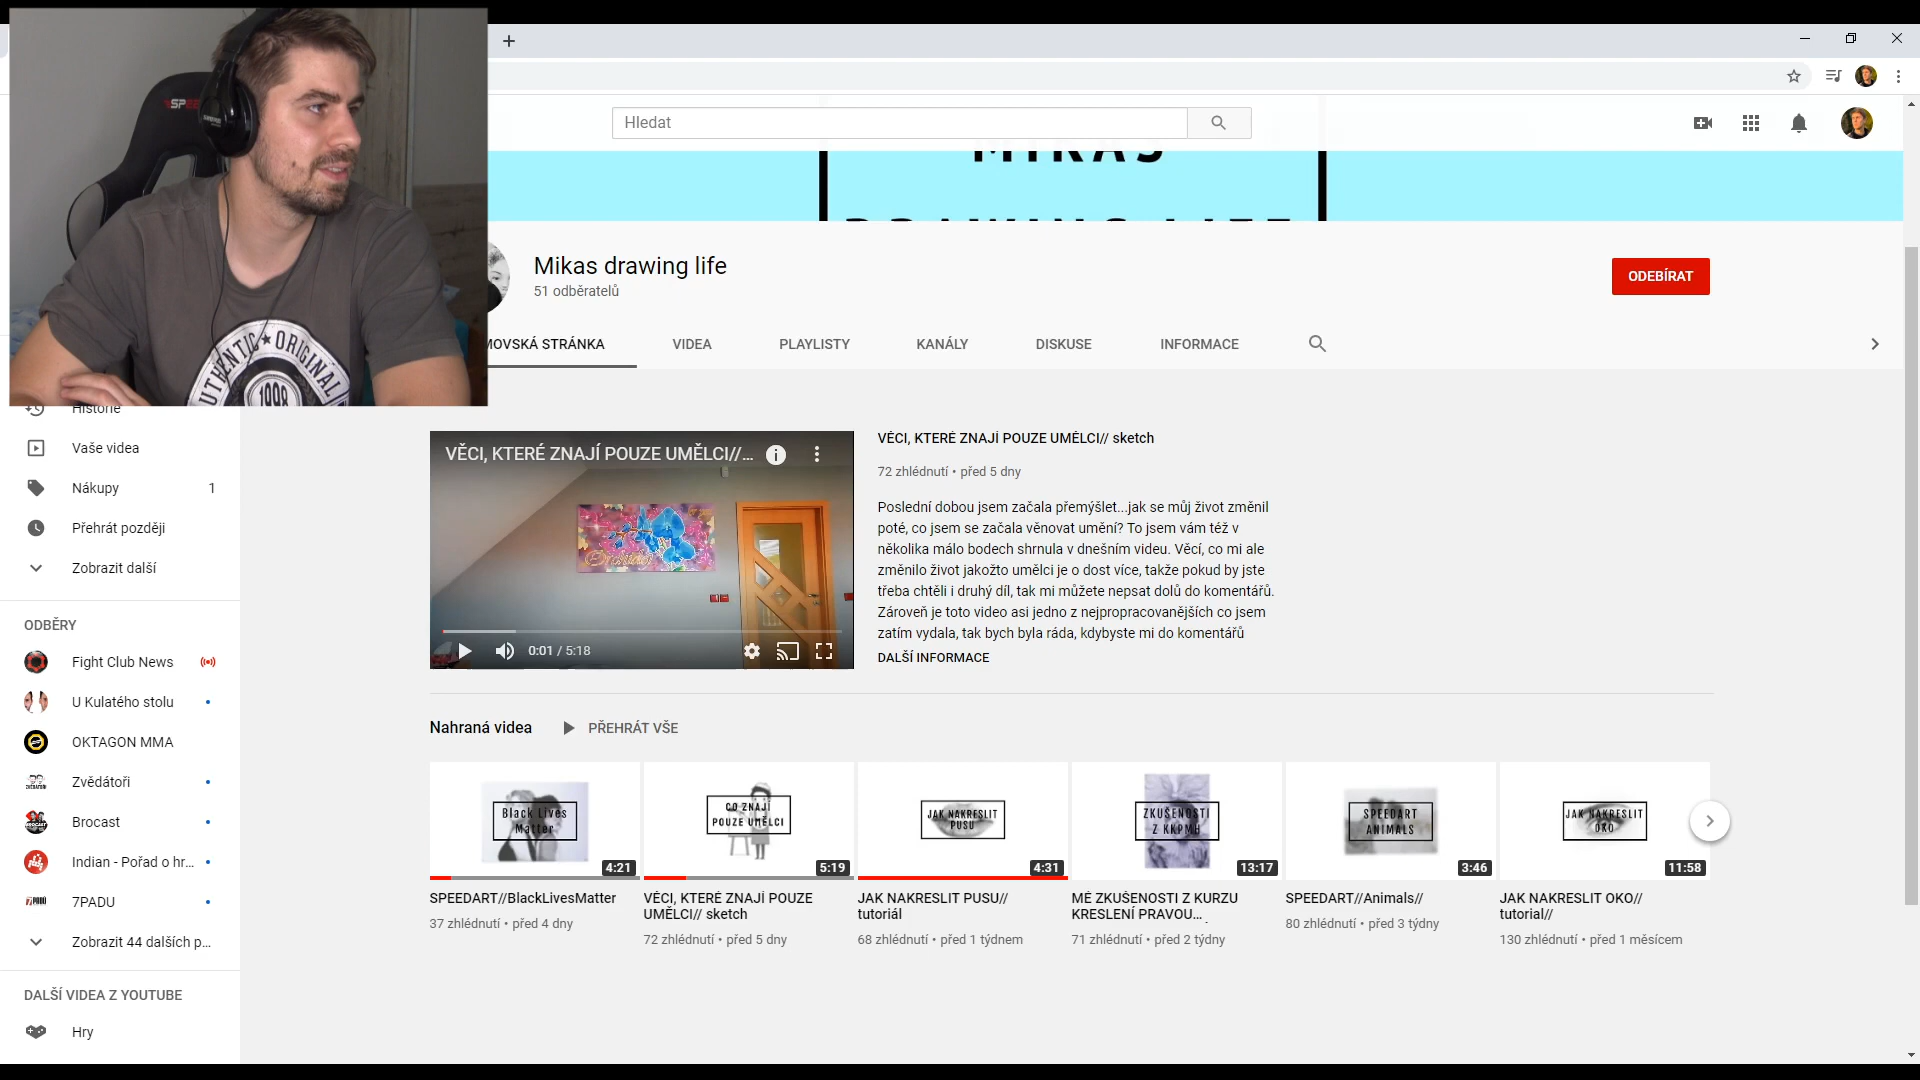 Hledat
MIKAS
DRAWING LIFE
Mikas drawing life
51 odběratelů
ODEBÍRAT
MOVSKÁ STRÁNKA
VIDEA
PLAYLISTY
KANÁLY
DISKUSE
INFORMACE
AUTHENTIC ★ ORIGINAL
1998
Historie
Vaše videa
Nákupy 1
Přehrát později
Zobrazit další
ODBĚRY
Fight Club News
U Kulatého stolu
OKTAGON MMA
Zvědátoři
Brocast
Indian - Pořad o hr...
7PADU
Zobrazit 44 dalších p...
DALŠÍ VIDEA Z YOUTUBE
Hry
VĚCI, KTERÉ ZNAJÍ POUZE UMĚLCI//...
0:01 / 5:18
VĚCI, KTERÉ ZNAJÍ POUZE UMĚLCI// sketch
72 zhlédnutí • před 5 dny
Poslední dobou jsem začala přemýšlet...jak se můj život změnil
poté, co jsem se začala věnovat umění? To jsem vám též v
několika málo bodech shrnula v dnešním videu. Věcí, co mi ale
změnilo život jakožto umělci je o dost více, takže pokud by jste
třeba chtěli i druhý díl, tak mi můžete nepsat dolů do komentářů.
Zároveň je toto video asi jedno z nejpropracovanějších co jsem
zatím vydala, tak bych byla ráda, kdybyste mi do komentářů
DALŠÍ INFORMACE
Nahraná videa
PŘEHRÁT VŠE
Black Lives
Matter
4:21
SPEEDART//BlackLivesMatter
37 zhlédnutí • před 4 dny
CO ZNAJÍ
POUZE UMĚLCI
5:19
VĚCI, KTERÉ ZNAJÍ POUZE
UMĚLCI// sketch
72 zhlédnutí • před 5 dny
JAK NAKRESLIT
PUSU
4:31
JAK NAKRESLIT PUSU//
tutoriál
68 zhlédnutí • před 1 týdnem
ZKUŠENOSTI
Z KKPMH
13:17
MÉ ZKUŠENOSTI Z KURZU
KRESLENÍ PRAVOU...
71 zhlédnutí • před 2 týdny
SPEEDART
ANIMALS
3:46
SPEEDART//Animals//
80 zhlédnutí • před 3 týdny
JAK NAKRESLIT
OKO
11:58
JAK NAKRESLIT OKO//
tutorial//
130 zhlédnutí • před 1 měsícem